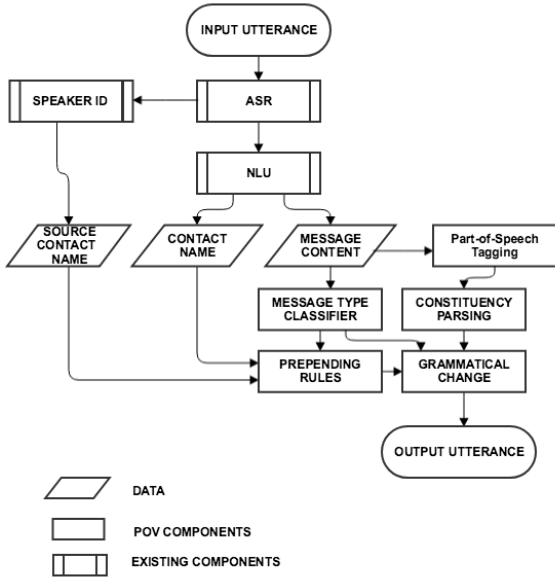 INPUT UTTERANCE
SPEAKER ID
ASR
NLU
SOURCE
CONTACT
NAME
CONTACT
NAME
MESSAGE
CONTENT
Part-of-Speech
Tagging
MESSAGE TYPE
CLASSIFIER
CONSTITUENCY
PARSING
PREPENDING
RULES
GRAMMATICAL
CHANGE
OUTPUT UTTERANCE
DATA
POV COMPONENTS
EXISTING COMPONENTS